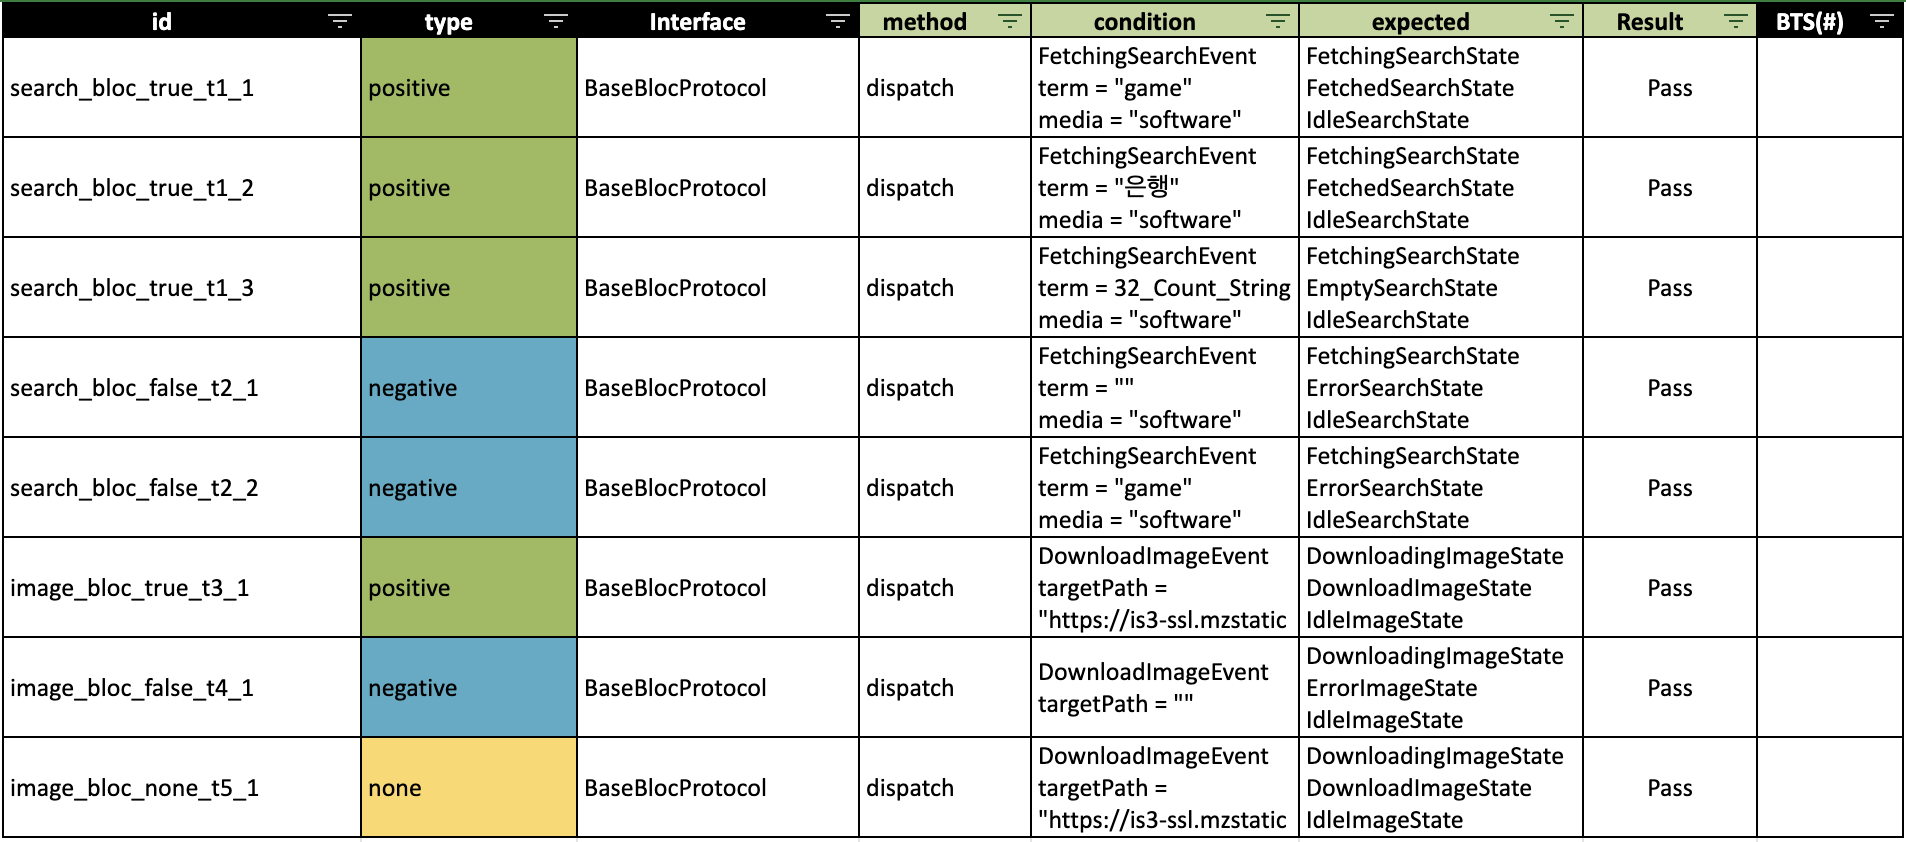 id type Interface method condition expected Result BTS(#)
search_bloc_true_t1_1 positive BaseBlocProtocol dispatch
FetchingSearchEvent
term = "game"
media = "software"
FetchingSearchState
FetchedSearchState
IdleSearchState
Pass
search_bloc_true_t1_2 positive BaseBlocProtocol dispatch
FetchingSearchEvent
term = "은행"
media = "software"
FetchingSearchState
FetchedSearchState
IdleSearchState
Pass
search_bloc_true_t1_3 positive BaseBlocProtocol dispatch
FetchingSearchEvent
term = 32_Count_String
media = "software"
FetchingSearchState
EmptySearchState
IdleSearchState
Pass
search_bloc_false_t2_1 negative BaseBlocProtocol dispatch
FetchingSearchEvent
term = ""
media = "software"
FetchingSearchState
ErrorSearchState
IdleSearchState
Pass
search_bloc_false_t2_2 negative BaseBlocProtocol dispatch
FetchingSearchEvent
term = "game"
media = "software"
FetchingSearchState
ErrorSearchState
IdleSearchState
Pass
image_bloc_true_t3_1 positive BaseBlocProtocol dispatch
DownloadImageEvent
targetPath =
"https://is3-ssl.mzstatic
DownloadingImageState
DownloadImageState
IdleImageState
Pass
image_bloc_false_t4_1 negative BaseBlocProtocol dispatch
DownloadImageEvent
targetPath = ""
DownloadingImageState
ErrorImageState
IdleImageState
Pass
image_bloc_none_t5_1 none BaseBlocProtocol dispatch
DownloadImageEvent
targetPath =
"https://is3-ssl.mzstatic
DownloadingImageState
DownloadImageState
IdleImageState
Pass